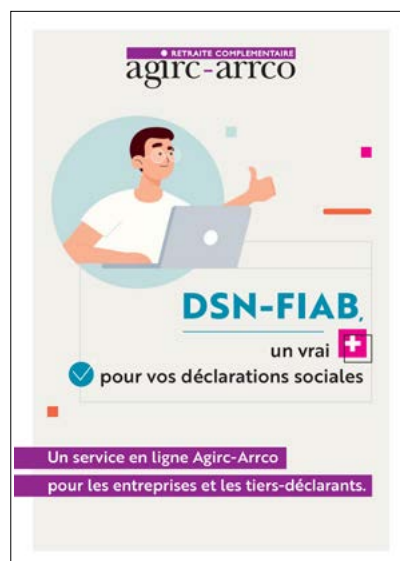 RETRAITE COMPLEMENTAIRE
agirc-arrco
DSN-FIAB,
un vrai +
pour vos déclarations sociales
Un service en ligne Agirc-Arrco
pour les entreprises et les tiers-déclarants.